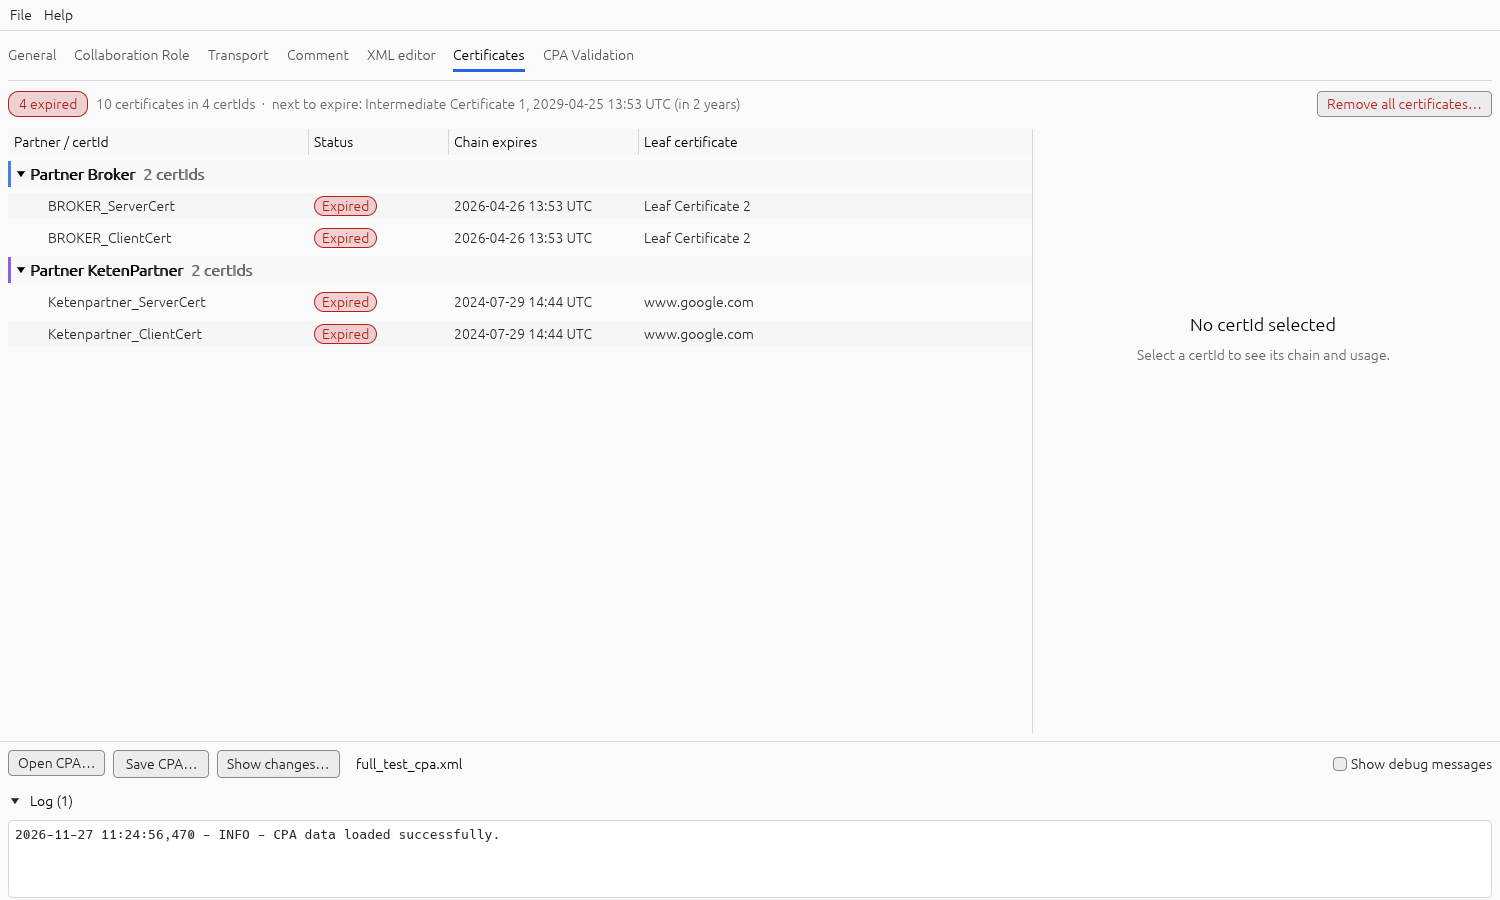 File Help
General Collaboration Role Transport Comment XML editor Certificates CPA Validation
4 expired 10 certificates in 4 certIds · next to expire: Intermediate Certificate 1, 2029-04-25 13:53 UTC (in 2 years) Remove all certificates...
Partner / certId Status Chain expires Leaf certificate
Partner Broker 2 certIds
BROKER_ServerCert Expired 2026-04-26 13:53 UTC Leaf Certificate 2
BROKER_ClientCert Expired 2026-04-26 13:53 UTC Leaf Certificate 2
Partner KetenPartner 2 certIds
Ketenpartner_ServerCert Expired 2024-07-29 14:44 UTC www.google.com
Ketenpartner_ClientCert Expired 2024-07-29 14:44 UTC www.google.com
No certId selected
Select a certId to see its chain and usage.
Open CPA... Save CPA... Show changes... full_test_cpa.xml Show debug messages
Log (1)
2026-11-27 11:24:56,470 - INFO - CPA data loaded successfully.